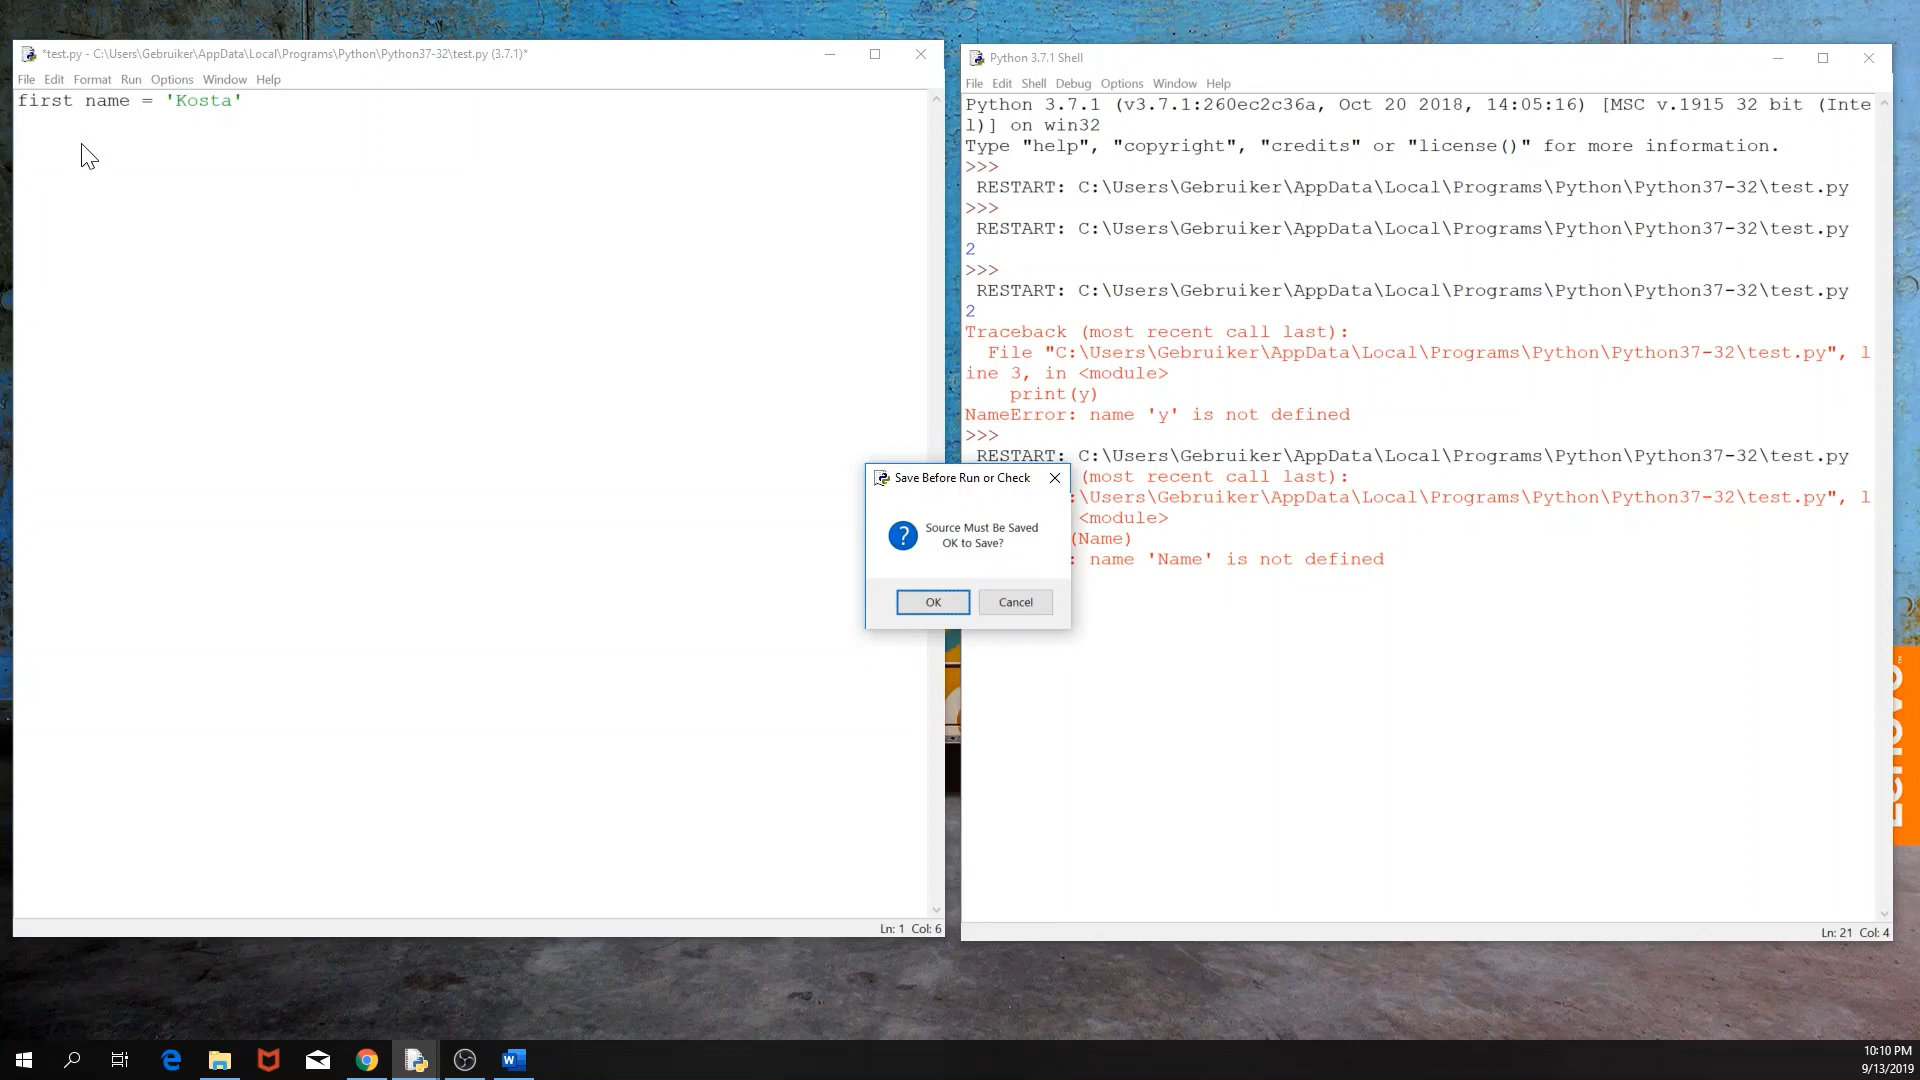 *test.py - C:\Users\Gebruiker\AppData\Local\Programs\Python\Python37-32\test.py (3.7.1)*
File Edit Format Run Options Window Help
first name = 'Kosta'
Ln: 1 Col: 6
Python 3.7.1 Shell
File Edit Shell Debug Options Window Help
Python 3.7.1 (v3.7.1:260ec2c36a, Oct 20 2018, 14:05:16) [MSC v.1915 32 bit (Inte
l)] on win32
Type "help", "copyright", "credits" or "license()" for more information.
>>>
RESTART: C:\Users\Gebruiker\AppData\Local\Programs\Python\Python37-32\test.py
>>>
RESTART: C:\Users\Gebruiker\AppData\Local\Programs\Python\Python37-32\test.py
2
>>>
RESTART: C:\Users\Gebruiker\AppData\Local\Programs\Python\Python37-32\test.py
2
Traceback (most recent call last):
File "C:\Users\Gebruiker\AppData\Local\Programs\Python\Python37-32\test.py", l
ine 3, in <module>
print(y)
NameError: name 'y' is not defined
>>>
RESTART: C:\Users\Gebruiker\AppData\Local\Programs\Python\Python37-32\test.py
(most recent call last):
:\Users\Gebruiker\AppData\Local\Programs\Python\Python37-32\test.py", l
<module>
(Name)
: name 'Name' is not defined
Ln: 21 Col: 4
Save Before Run or Check
Source Must Be Saved
OK to Save?
OK Cancel
Lenovo
10:10 PM
9/13/2019